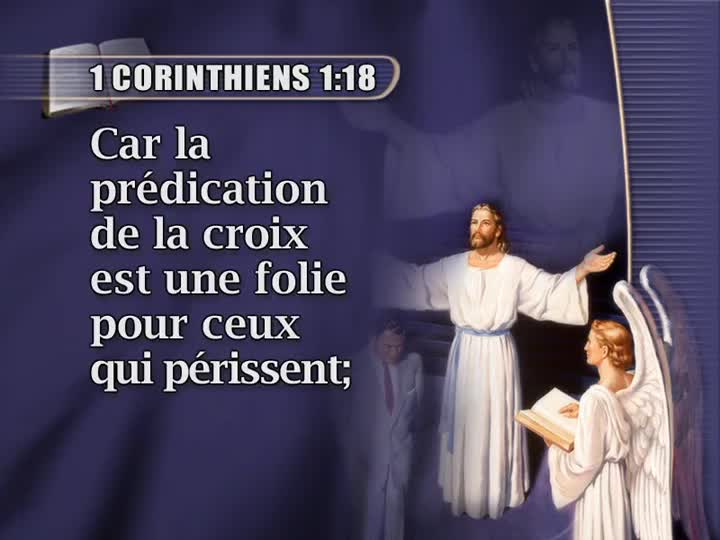 1 CORINTHIENS 1:18
Car la
prédication
de la croix
est une folie
pour ceux
qui périssent;